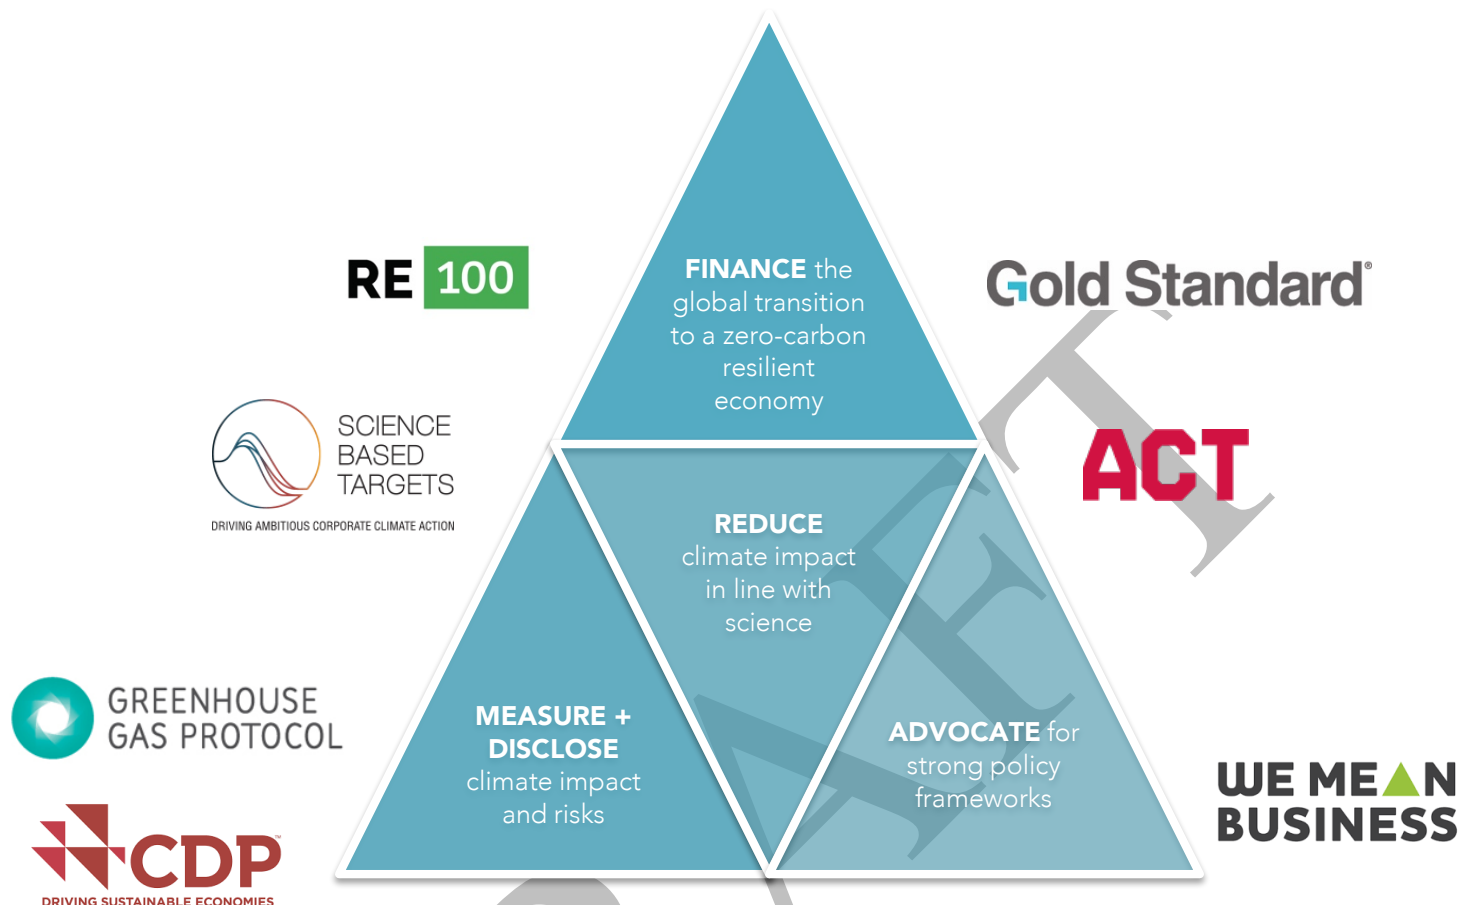 RE 100
Gold Standard®
FINANCE the
global transition
to a zero-carbon
resilient
economy
SCIENCE
BASED
TARGETS
DRIVING AMBITIOUS CORPORATE CLIMATE ACTION
ACT
REDUCE
climate impact
in line with
science
GREENHOUSE
GAS PROTOCOL
MEASURE +
DISCLOSE
climate impact
and risks
ADVOCATE for
strong policy
frameworks
WE MEAN
BUSINESS
CDP™
DRIVING SUSTAINABLE ECONOMIES
AFT